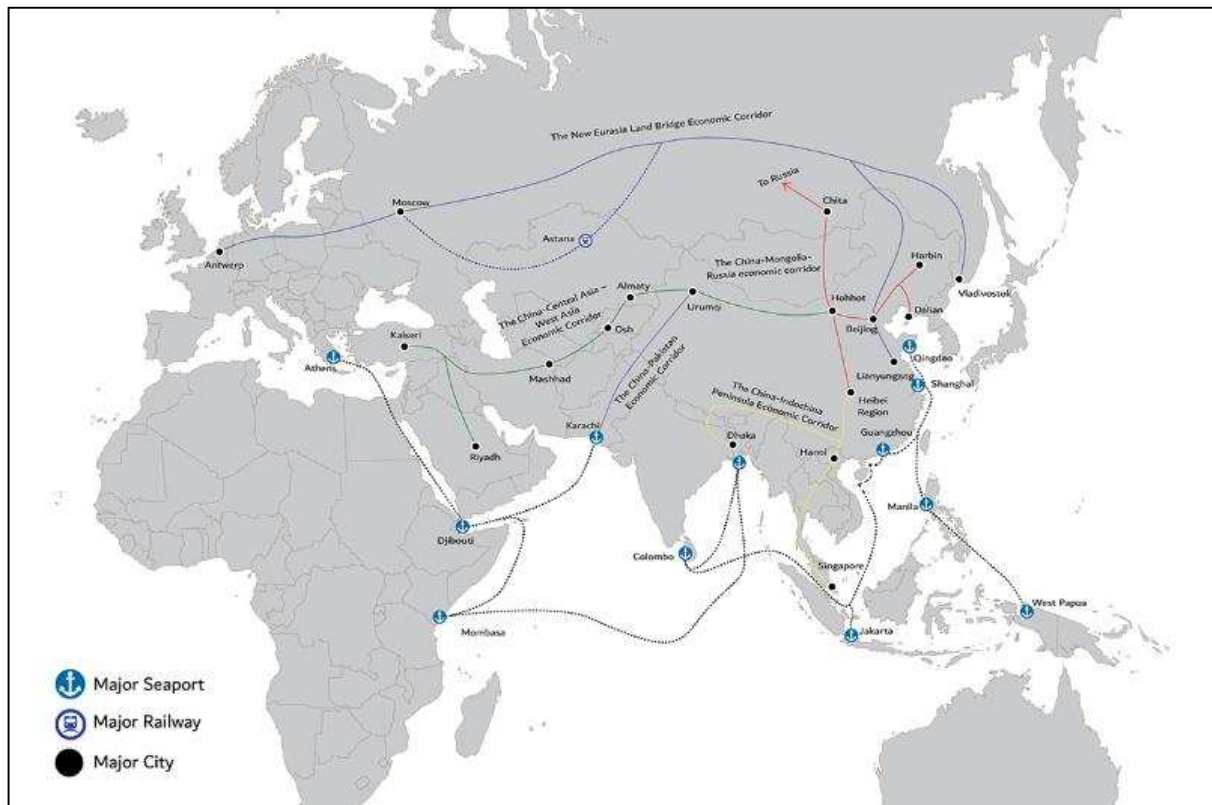 The New Eurasia Land Bridge Economic Corridor
To Russia
Moscow
Chita
Antwerp
Astana
Harbin
The China-Mongolia-
Russia economic corridor
Vladivostok
Almaty
Urumqi
Hohhot
Dalian
Beijing
The China-Central Asia –
West Asia
Economic Corridor
Osh
Kaiseri
Athens
Mashhad
The China-Pakistan
Economic Corridor
Qingdao
Lianyungang
Shanghai
Heibei
Region
The China-Indochina
Peninsula Economic Corridor
Karachi
Dhaka
Guangzhou
Hanoi
Riyadh
Manila
Djibouti
Colombo
Singapore
West Papua
Mombasa
Jakarta
Major Seaport
Major Railway
Major City